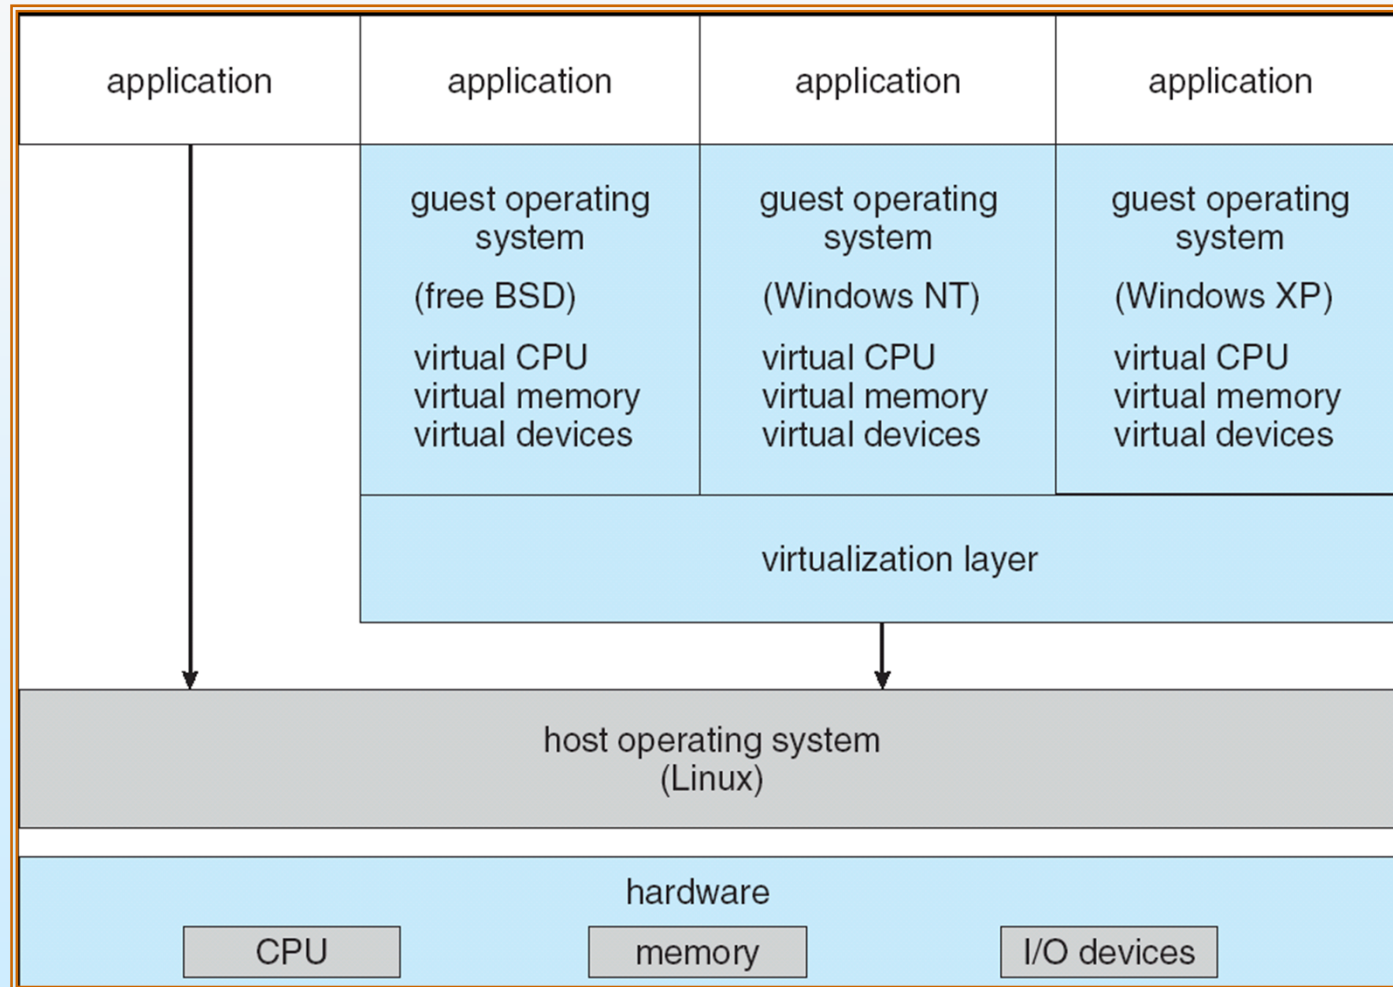 application
application
application
application
guest operating
system
(free BSD)
virtual CPU
virtual memory
virtual devices
guest operating
system
(Windows NT)
virtual CPU
virtual memory
virtual devices
guest operating
system
(Windows XP)
virtual CPU
virtual memory
virtual devices
virtualization layer
host operating system
(Linux)
hardware
CPU
memory
I/O devices